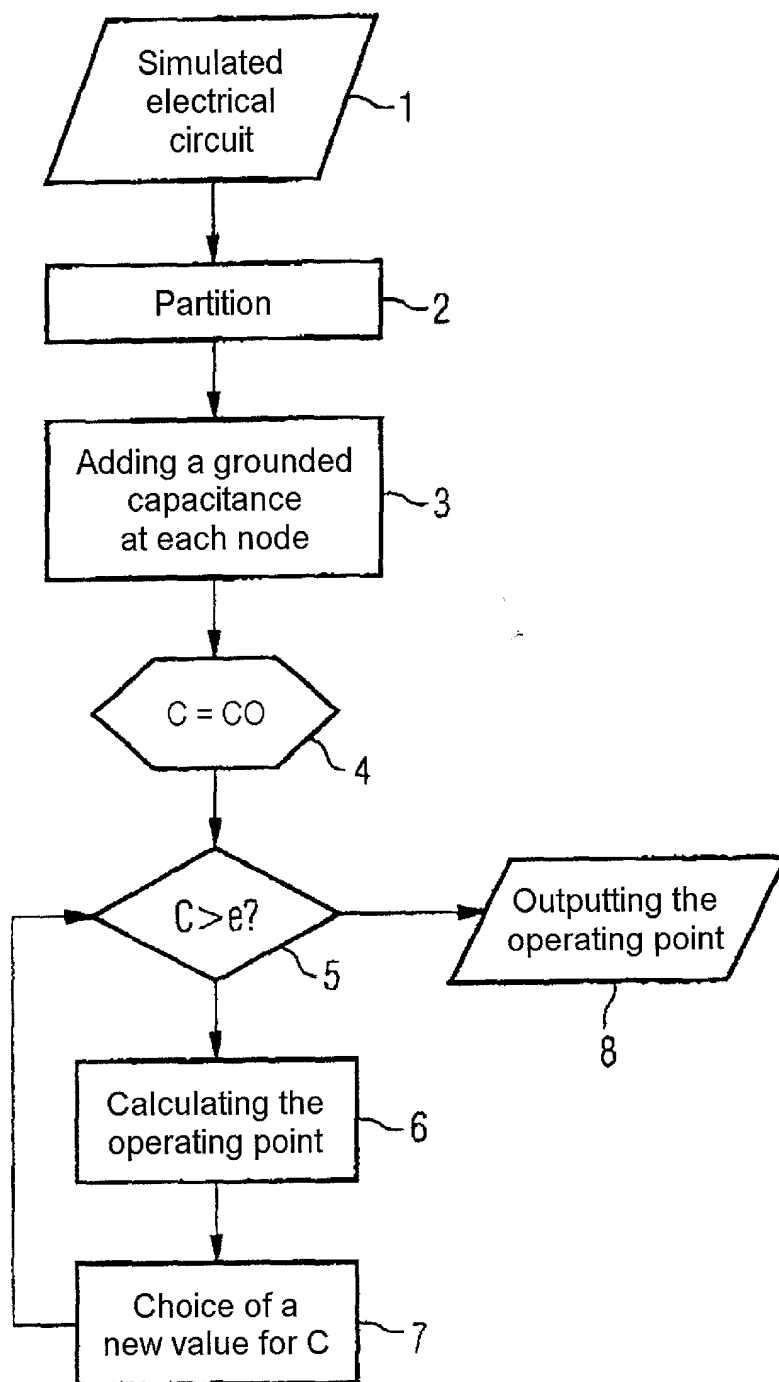 Simulated
electrical
circuit
1
Partition
2
Adding a grounded
capacitance
at each node
3
C = CO
4
C>e?
5
Outputting the
operating point
8
Calculating the
operating point
6
Choice of a
new value for C
7